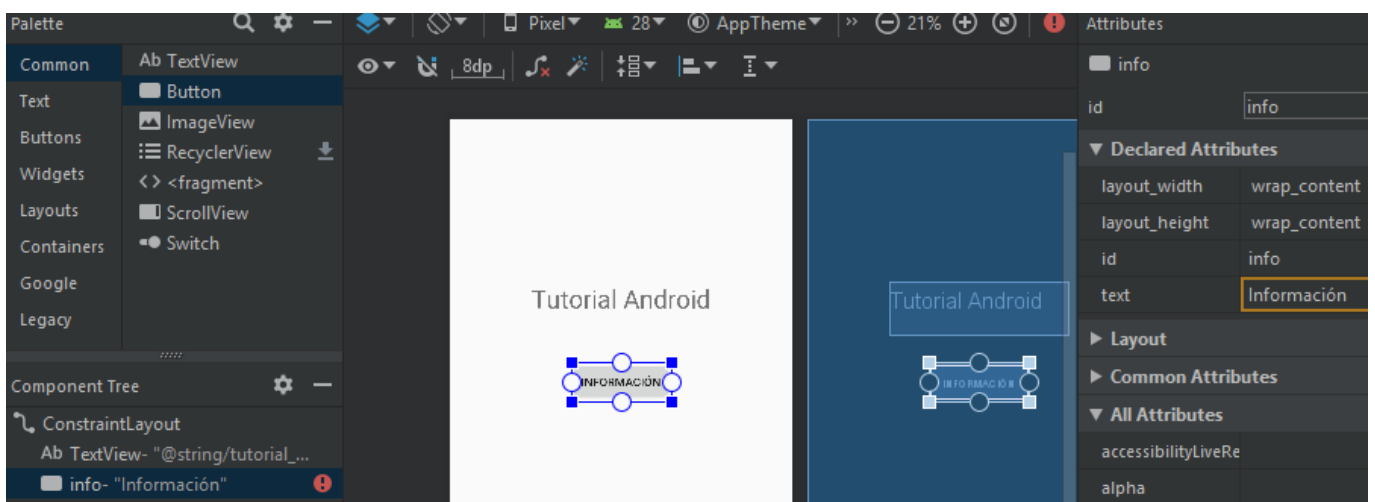 Palette
Common
Text
Buttons
Widgets
Layouts
Containers
Google
Legacy
Ab TextView
Button
ImageView
RecyclerView
<fragment>
ScrollView
Switch
Component Tree
ConstraintLayout
Ab TextView- "@string/tutorial_...
info- "Información"
Pixel 28 AppTheme » 21%
8dp
Tutorial Android
INFORMACIÓN
Tutorial Android
INFORMACIÓN
Attributes
info
id info
Declared Attributes
layout_width wrap_content
layout_height wrap_content
id info
text Información
Layout
Common Attributes
All Attributes
accessibilityLiveRe
alpha